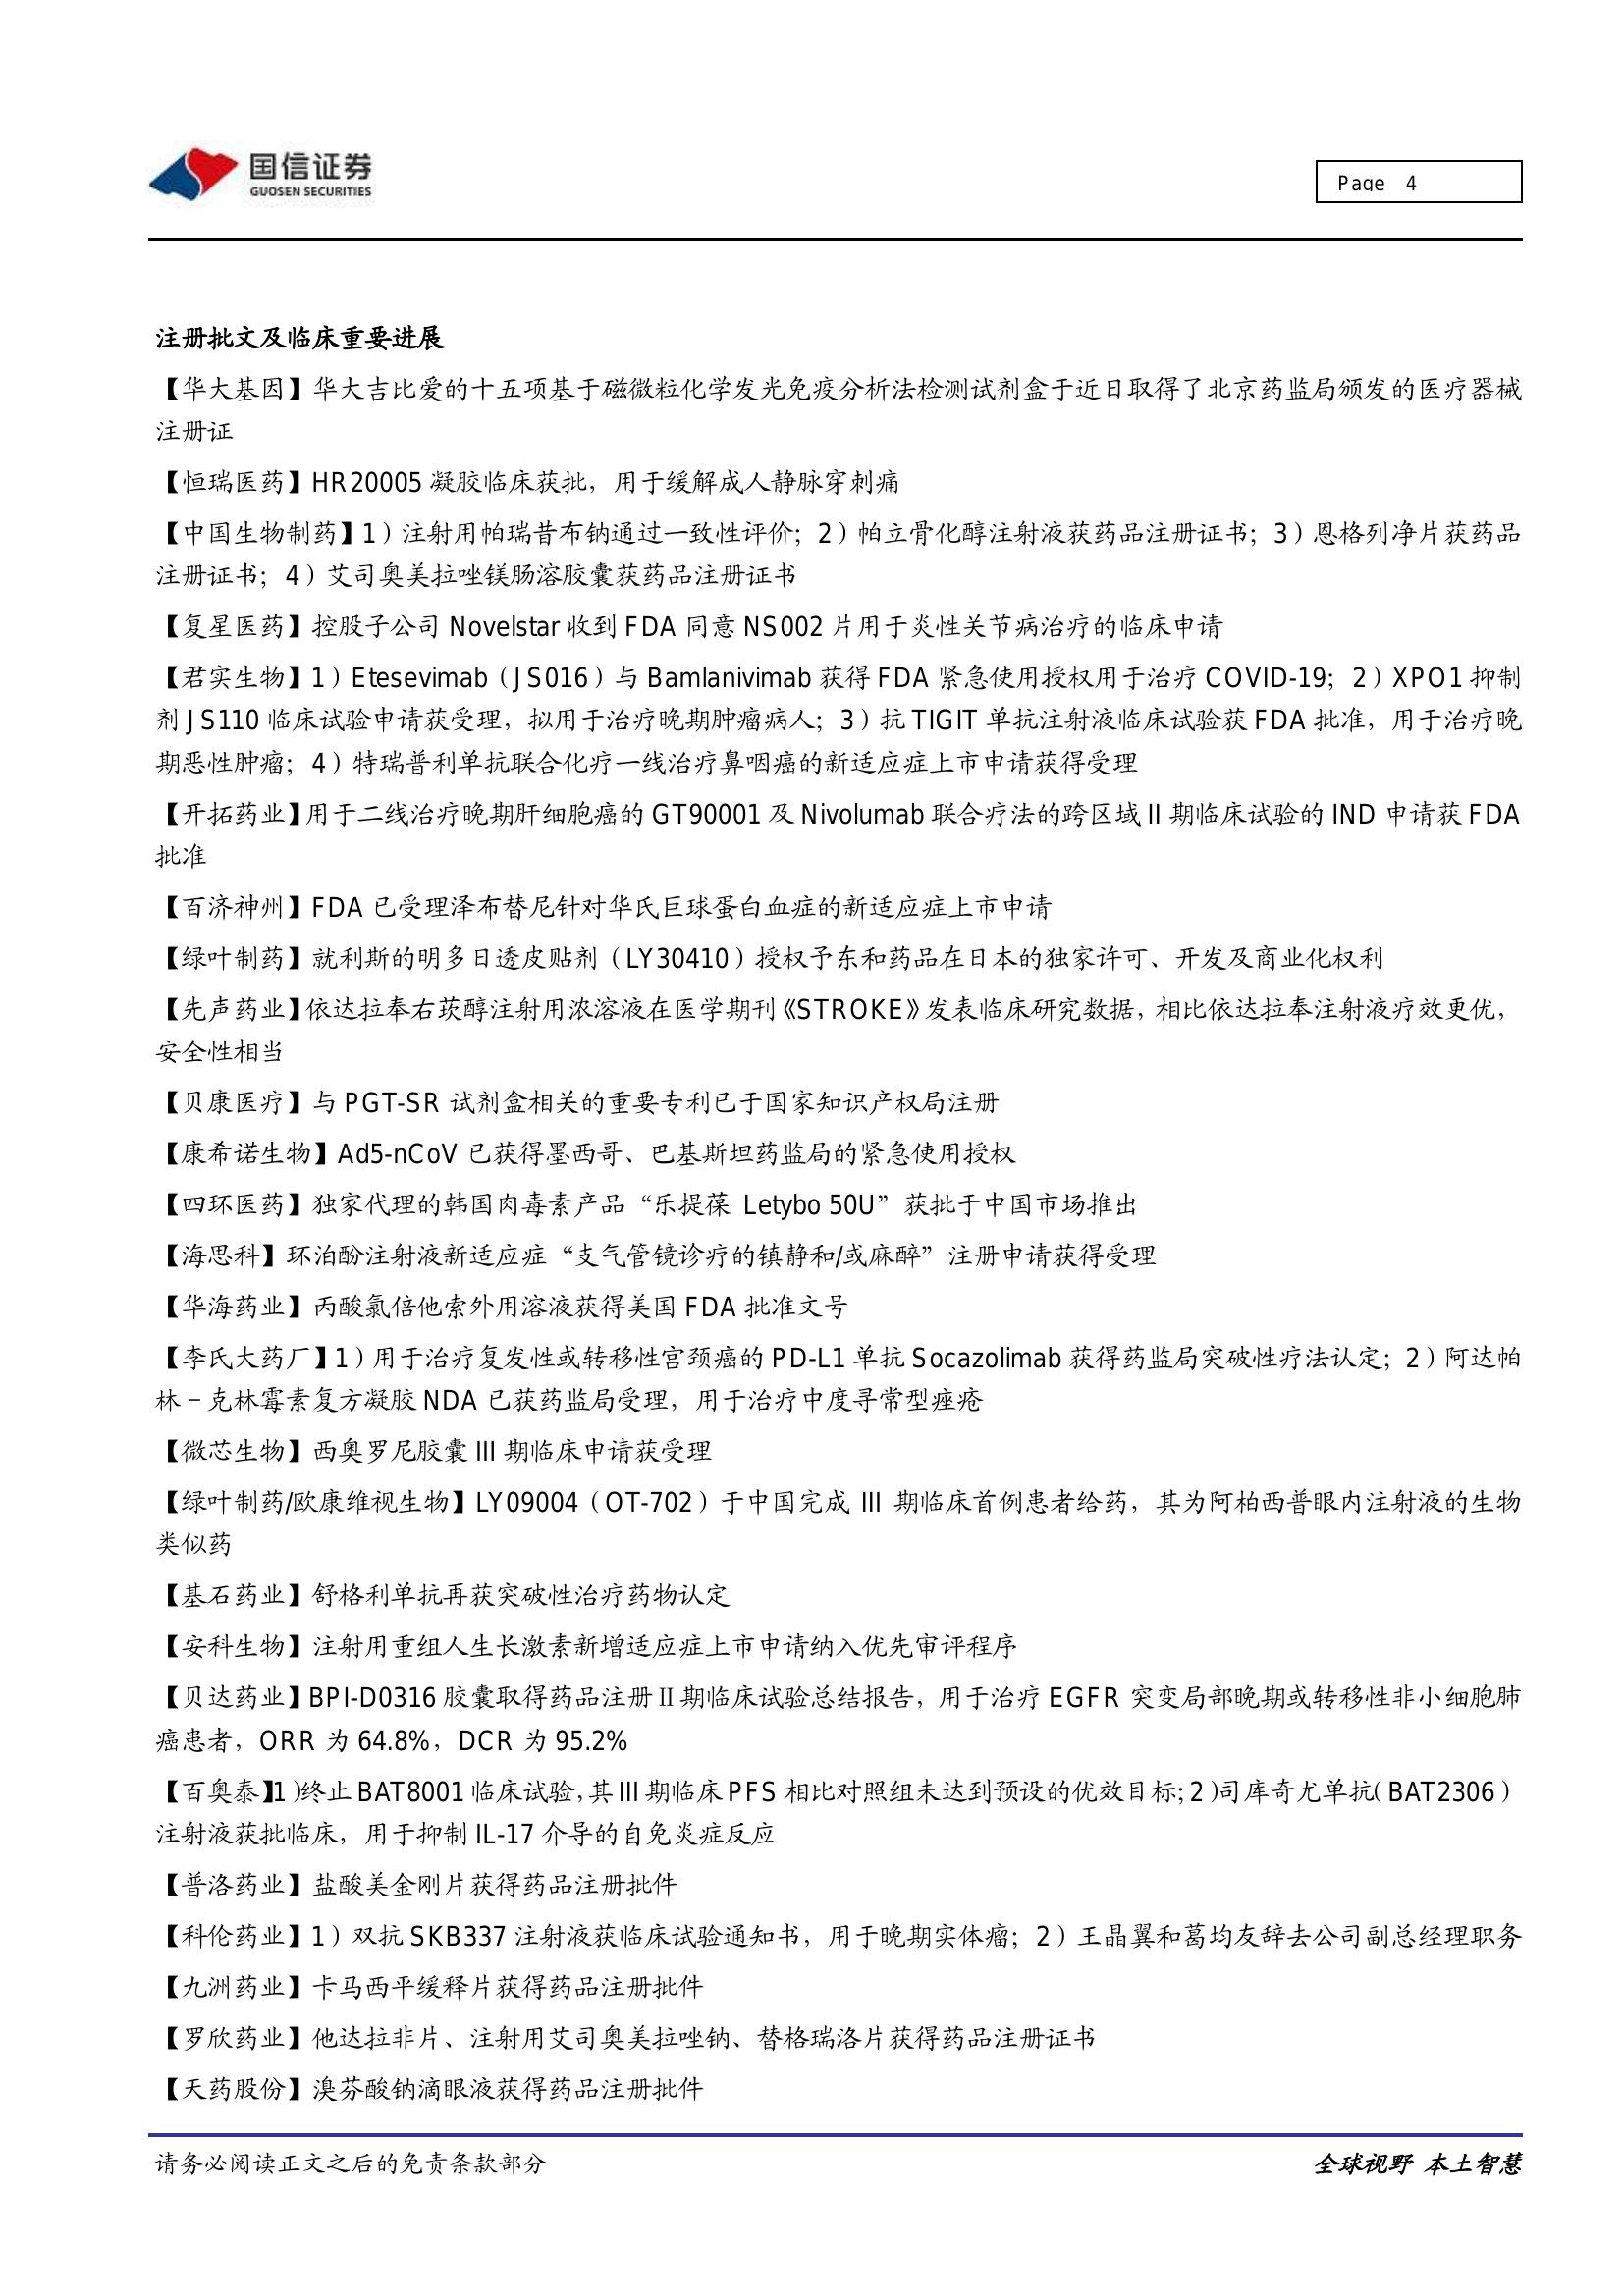 国信证券
GUOSEN SECURITIES
Page 4
注册批文及临床重要进展
【华大基因】华大吉比爱的十五项基于磁微粒化学发光免疫分析法检测试剂盒于近日取得了北京药监局颁发的医疗器械
注册证
【恒瑞医药】HR20005 凝胶临床获批，用于缓解成人静脉穿刺痛
【中国生物制药】1）注射用帕瑞昔布钠通过一致性评价；2）帕立骨化醇注射液获药品注册证书；3）恩格列净片获药品
注册证书；4）艾司奥美拉唑镁肠溶胶囊获药品注册证书
【复星医药】控股子公司 Novelstar 收到 FDA 同意 NS002 片用于炎性关节病治疗的临床申请
【君实生物】1）Etesevimab（JS016）与 Bamlanivimab 获得 FDA 紧急使用授权用于治疗 COVID-19；2）XPO1 抑制
剂 JS110 临床试验申请获受理，拟用于治疗晚期肿瘤病人；3）抗 TIGIT 单抗注射液临床试验获 FDA 批准，用于治疗晚
期恶性肿瘤；4）特瑞普利单抗联合化疗一线治疗鼻咽癌的新适应症上市申请获得受理
【开拓药业】用于二线治疗晚期肝细胞癌的 GT90001 及 Nivolumab 联合疗法的跨区域 II 期临床试验的 IND 申请获 FDA
批准
【百济神州】FDA 已受理泽布替尼针对华氏巨球蛋白血症的新适应症上市申请
【绿叶制药】就利斯的明多日透皮贴剂（LY30410）授权予东和药品在日本的独家许可、开发及商业化权利
【先声药业】依达拉奉右莰醇注射用浓溶液在医学期刊《STROKE》发表临床研究数据，相比依达拉奉注射液疗效更优，
安全性相当
【贝康医疗】与 PGT-SR 试剂盒相关的重要专利已于国家知识产权局注册
【康希诺生物】Ad5-nCoV 已获得墨西哥、巴基斯坦药监局的紧急使用授权
【四环医药】独家代理的韩国肉毒毒素产品“乐提葆 Letybo 50U”获批于中国市场推出
【海思科】环泊酚注射液新适应症“支气管镜诊疗的镇静和/或麻醉”注册申请获得受理
【华海药业】丙酸氯倍他索外用溶液获得美国 FDA 批准文号
【李氏大药厂】1）用于治疗复发性或转移性宫颈癌的 PD-L1 单抗 Socazolimab 获得药监局突破性疗法认定；2）阿达帕
林－克林霉素复方凝胶 NDA 已获药监局受理，用于治疗中度寻常型痤疮
【微芯生物】西奥罗尼胶囊 III 期临床申请获受理
【绿叶制药/欧康维视生物】LY09004（OT-702）于中国完成 III 期临床首例患者给药，其为阿柏西普眼内注射液的生物
类似药
【基石药业】舒格利单抗再获突破性治疗药物认定
【安科生物】注射用重组人生长激素新增适应症上市申请纳入优先审评程序
【贝达药业】BPI-D0316 胶囊取得药品注册Ⅱ期临床试验总结报告，用于治疗 EGFR 突变局部晚期或转移性非小细胞肺
癌患者，ORR 为 64.8%，DCR 为 95.2%
【百奥泰】1）终止 BAT8001 临床试验，其 III 期临床 PFS 相比对照组未达到预设的优效目标；2）司库奇尤单抗（BAT2306）
注射液获批临床，用于抑制 IL-17 介导的自免炎症反应
【普洛药业】盐酸美金刚片获得药品注册批件
【科伦药业】1）双抗 SKB337 注射液获临床试验通知书，用于晚期实体瘤；2）王晶翼和葛均友辞去公司副总经理职务
【九洲药业】卡马西平缓释片获得药品注册批件
【罗欣药业】他达拉非片、注射用艾司奥美拉唑钠、替格瑞洛片获得药品注册证书
【天药股份】溴芬酸钠滴眼液获得药品注册批件
请务必阅读正文之后的免责条款部分
全球视野 本土智慧